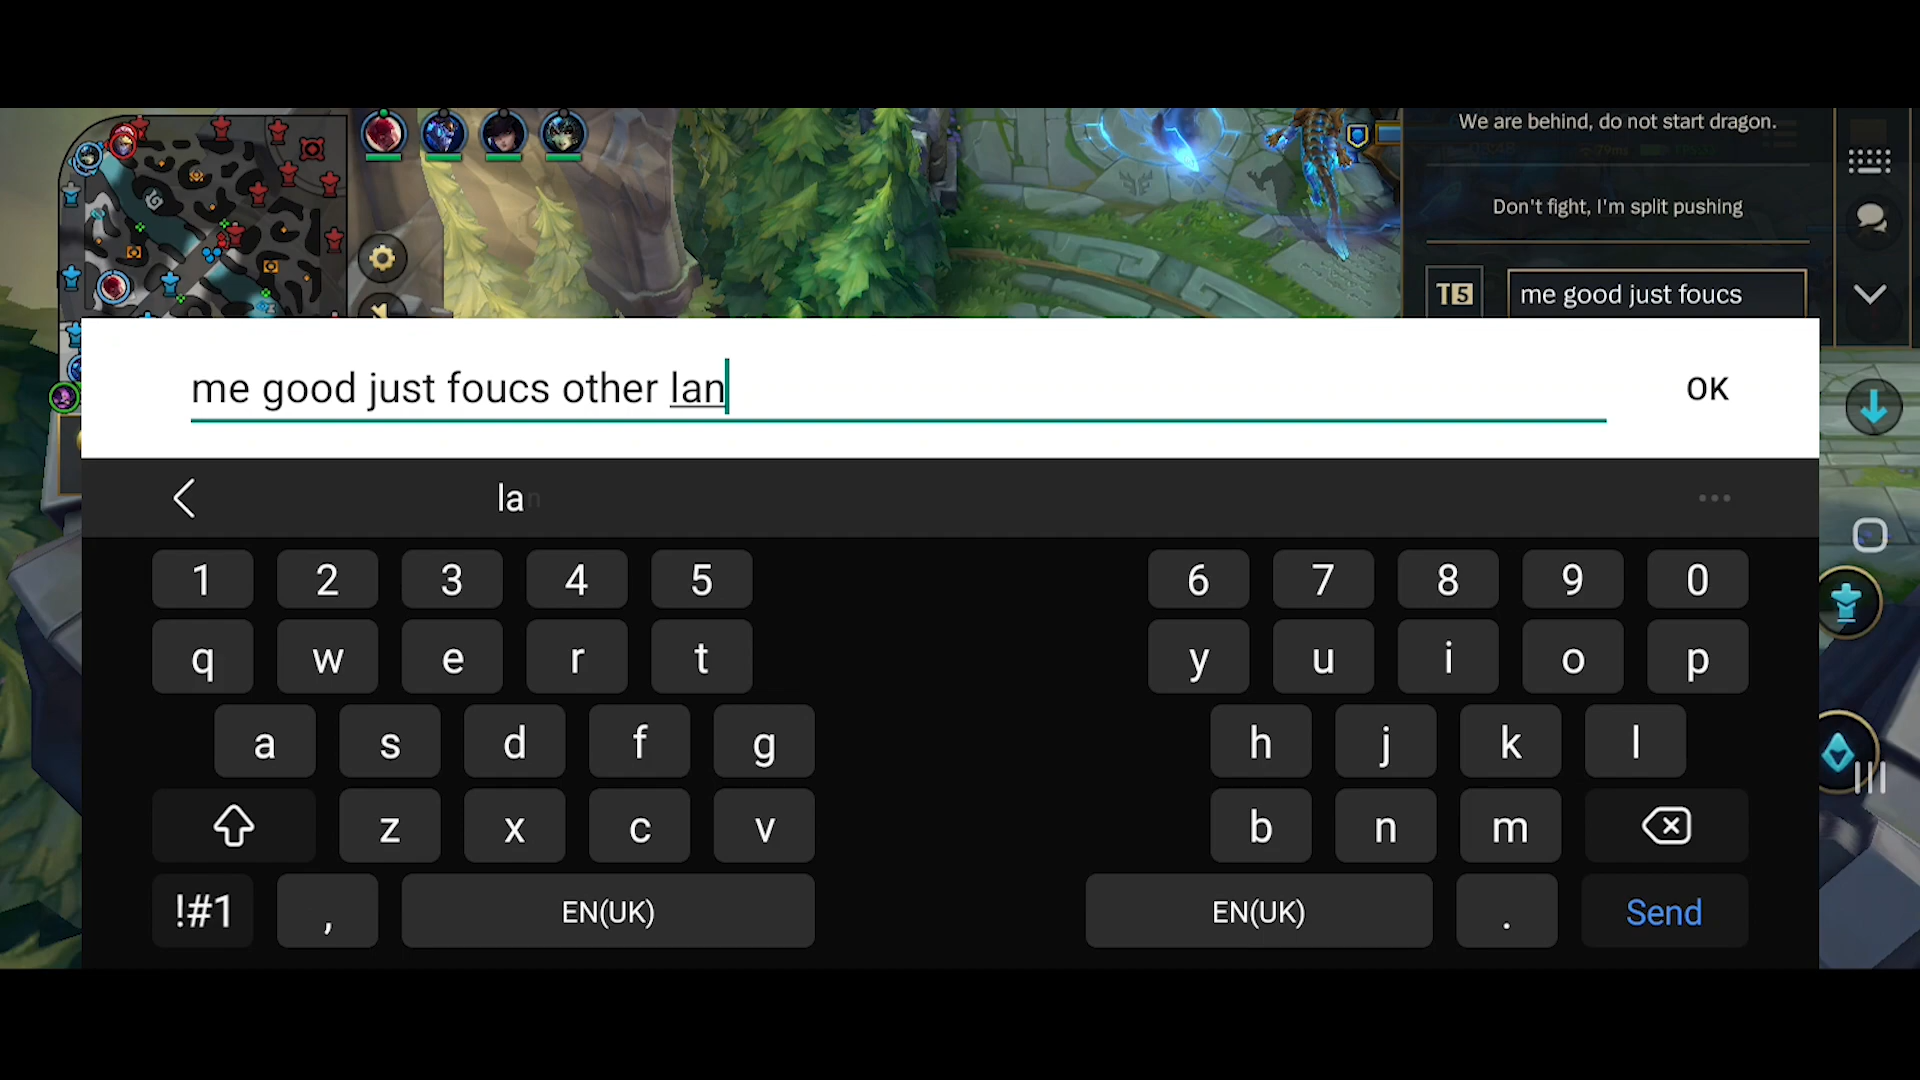 We are behind, do not start dragon.
Don't fight, I'm split pushing
T5 me good just foucs
me good just foucs other lan
OK
lan
1 2 3 4 5 6 7 8 9 0
q w e r t y u i o p
a s d f g h j k l
z x c v b n m
!#1 , EN(UK) EN(UK) . Send